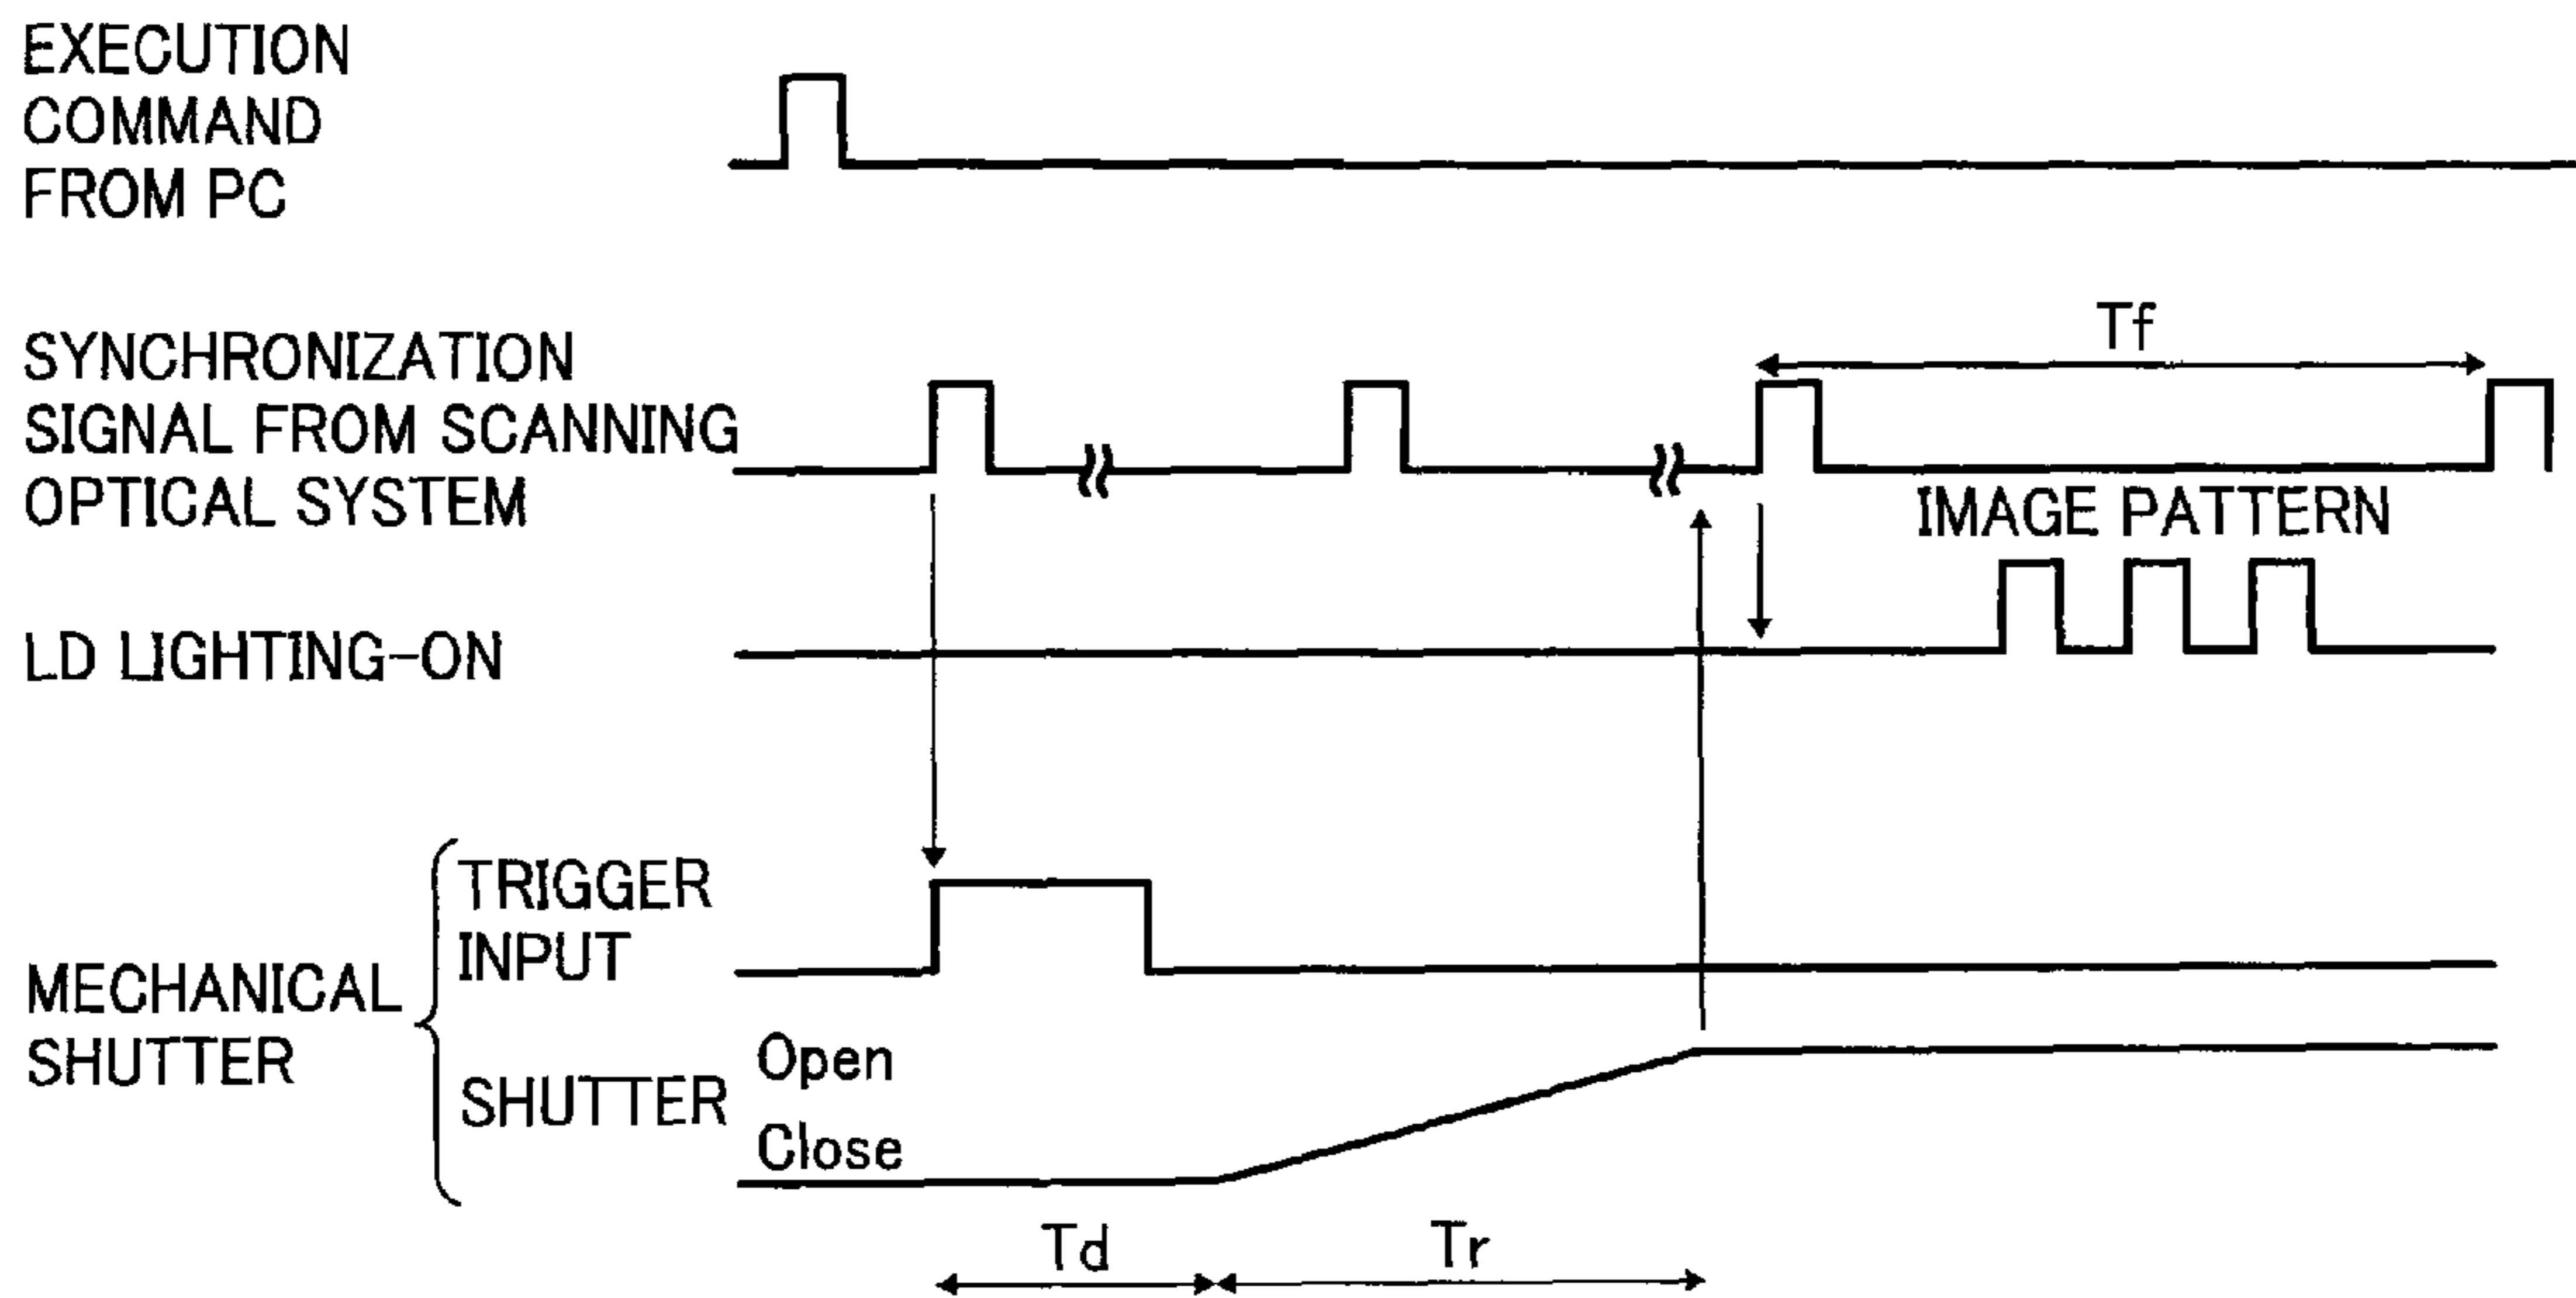 EXECUTION
COMMAND
FROM PC
SYNCHRONIZATION
SIGNAL FROM SCANNING
OPTICAL SYSTEM
Tf
IMAGE PATTERN
LD LIGHTING-ON
MECHANICAL
SHUTTER
TRIGGER
INPUT
SHUTTER
Open
Close
Td
Tr